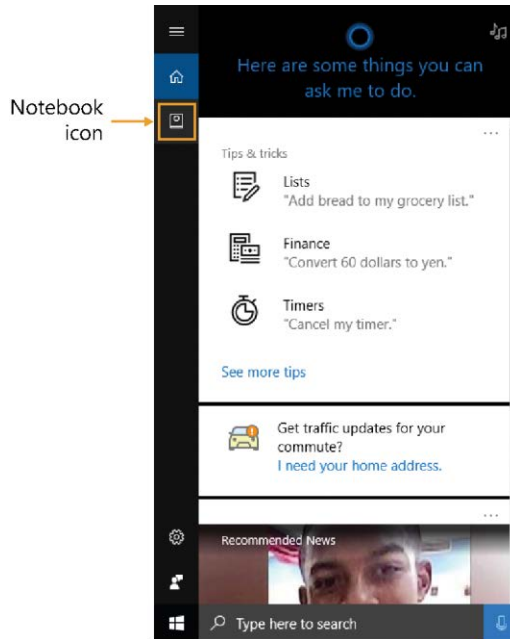 Notebook
icon
Here are some things you can
ask me to do.
...
Tips & tricks
Lists
"Add bread to my grocery list."
Finance
"Convert 60 dollars to yen."
Timers
"Cancel my timer."
See more tips
Get traffic updates for your
commute?
I need your home address.
...
Recommended News
Type here to search